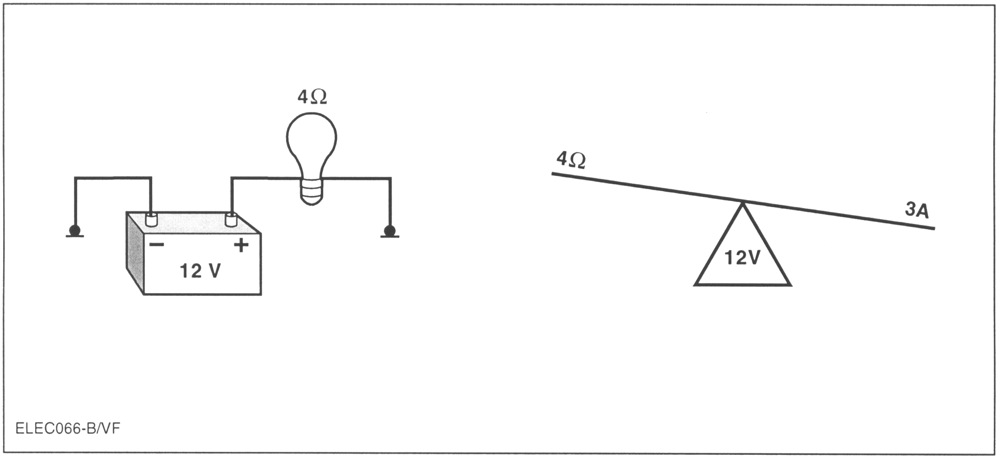 4Ω
− +
12 V
4Ω
3A
12V
ELEC066-B/VF